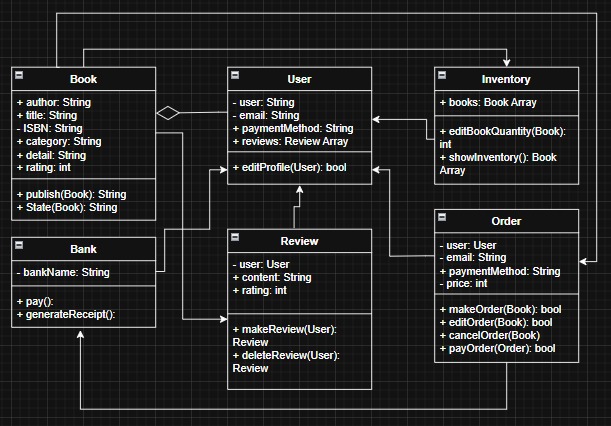 Book
+ author: String
+ title: String
- ISBN: String
+ category: String
+ detail: String
+ rating: int
+ publish(Book): String
+ State(Book): String
User
- user: String
- email: String
+ paymentMethod: String
+ reviews: Review Array
+ editProfile(User): bool
Inventory
+ books: Book Array
+ editBookQuantity(Book):
int
+ showInventory(): Book
Array
Bank
- bankName: String
+ pay():
+ generateReceipt():
Review
- user: User
+ content: String
+ rating: int
+ makeReview(User):
Review
+ deleteReview(User):
Review
Order
- user: User
- email: String
+ paymentMethod: String
- price: int
+ makeOrder(Book): bool
+ editOrder(Book): bool
+ cancelOrder(Book)
+ payOrder(Order): bool